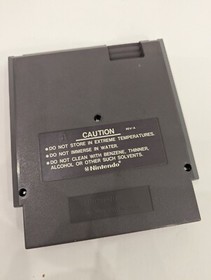 CAUTION
REV-A
•DO NOT STORE IN EXTREME TEMPERATURES.
•DO NOT IMMERSE IN WATER.
•DO NOT CLEAN WITH BENZENE, THINNER,
ALCOHOL OR OTHER SUCH SOLVENTS.
Nintendo®